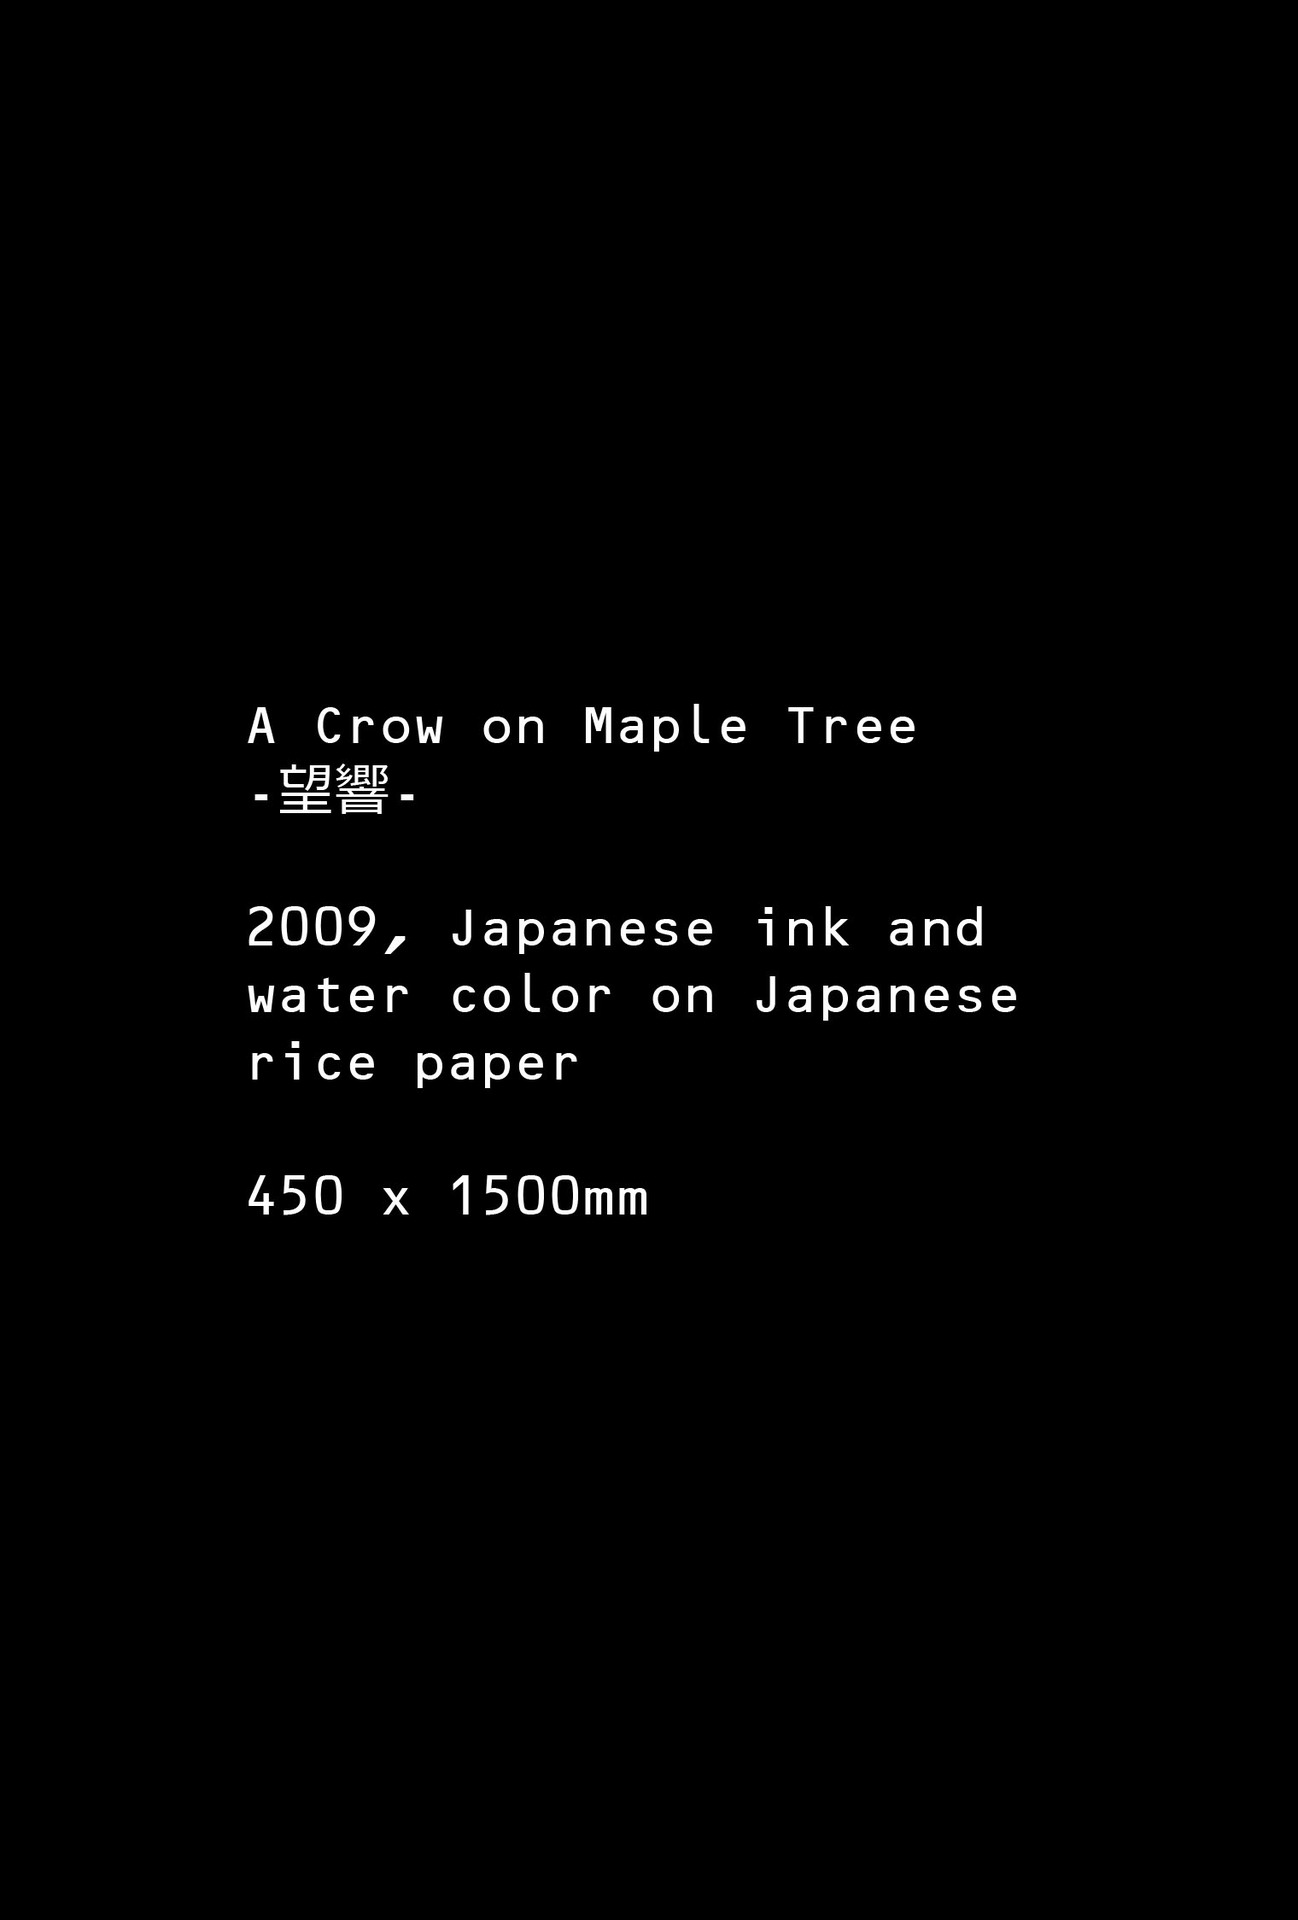 A Crow on Maple Tree
-望響-
2009, Japanese ink and
water color on Japanese
rice paper
450 x 1500mm